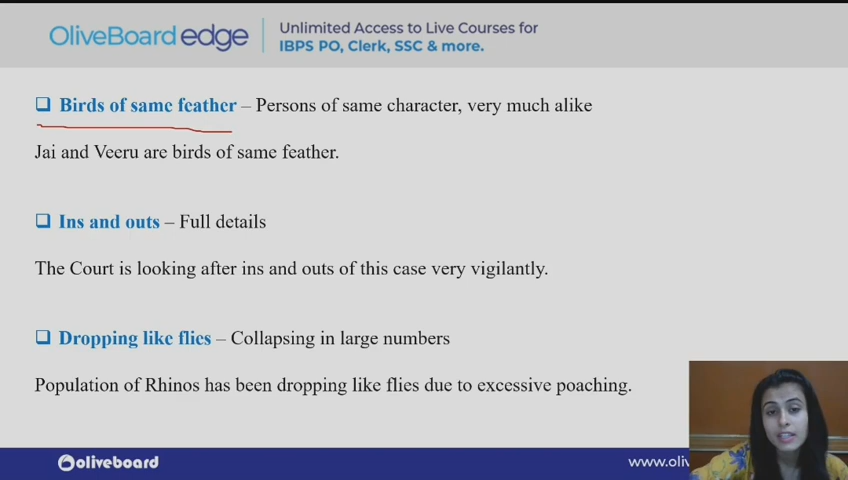 OliveBoard edge
Unlimited Access to Live Courses for
IBPS PO, Clerk, SSC & more.
Birds of same feather – Persons of same character, very much alike
Jai and Veeru are birds of same feather.
Ins and outs – Full details
The Court is looking after ins and outs of this case very vigilantly.
Dropping like flies – Collapsing in large numbers
Population of Rhinos has been dropping like flies due to excessive poaching.
oliveboard
www.oliv